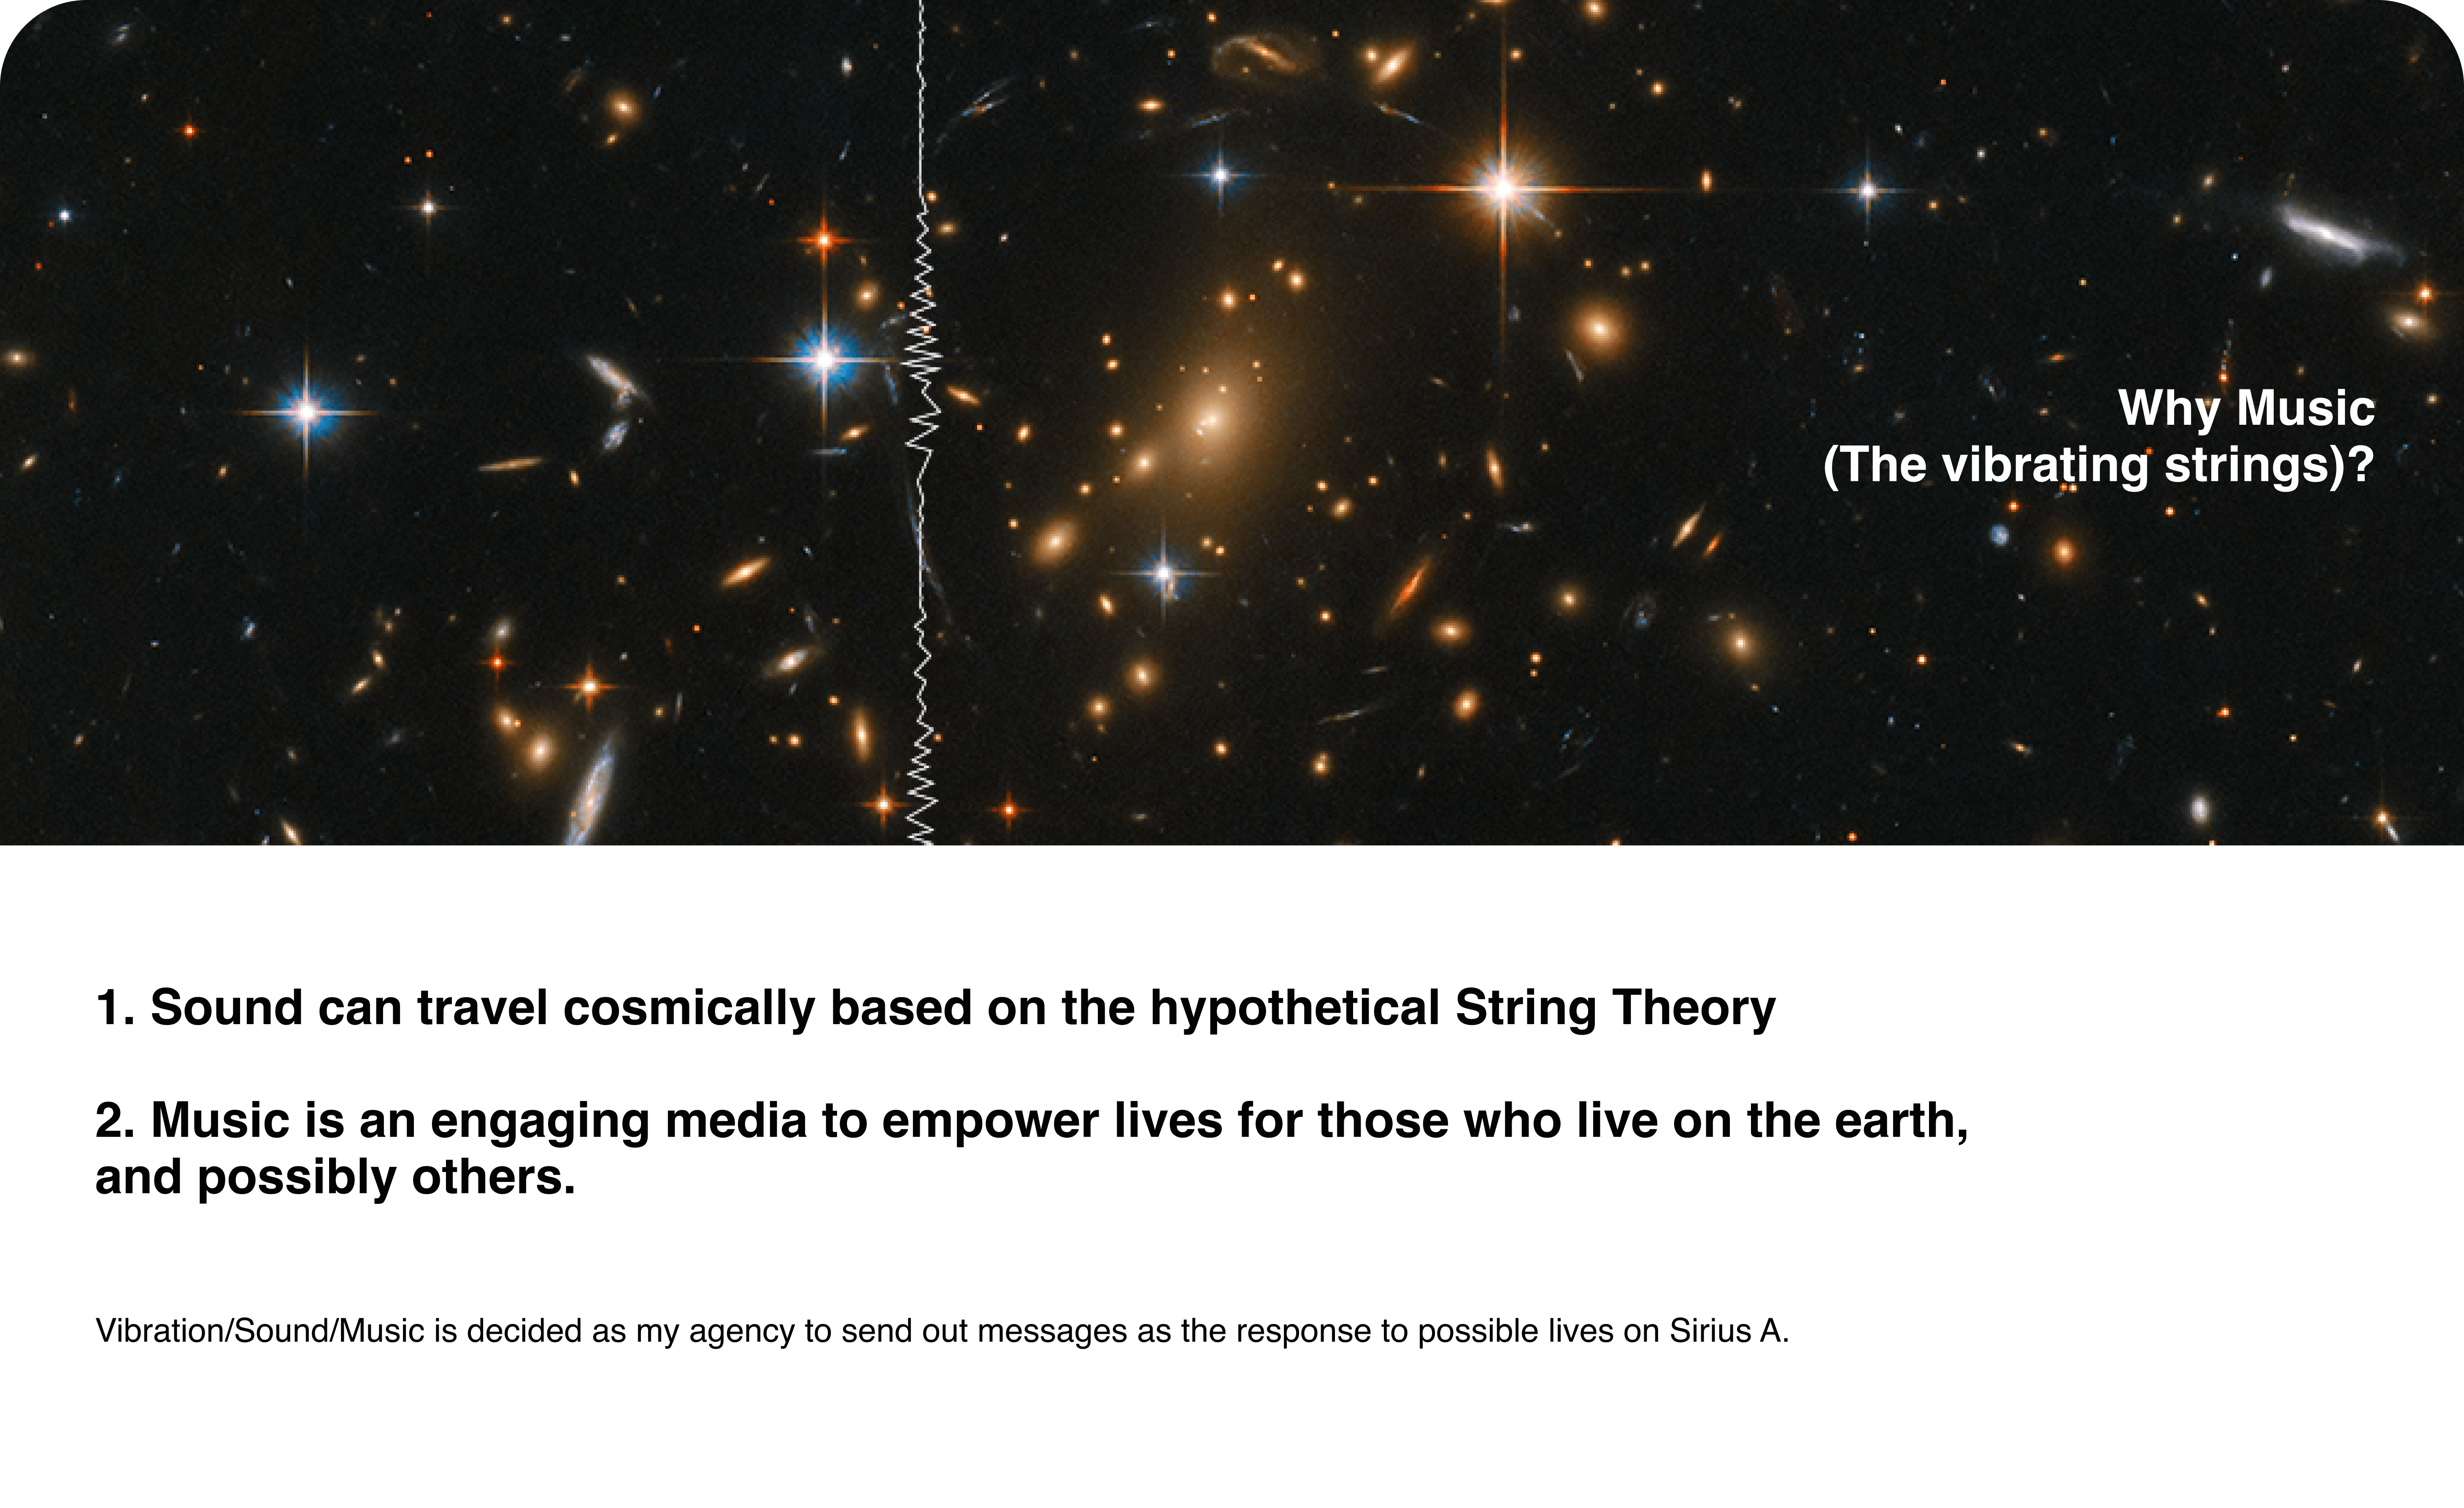 Why Music
(The vibrating strings)?
1. Sound can travel cosmically based on the hypothetical String Theory
2. Music is an engaging media to empower lives for those who live on the earth,
and possibly others.
Vibration/Sound/Music is decided as my agency to send out messages as the response to possible lives on Sirius A.